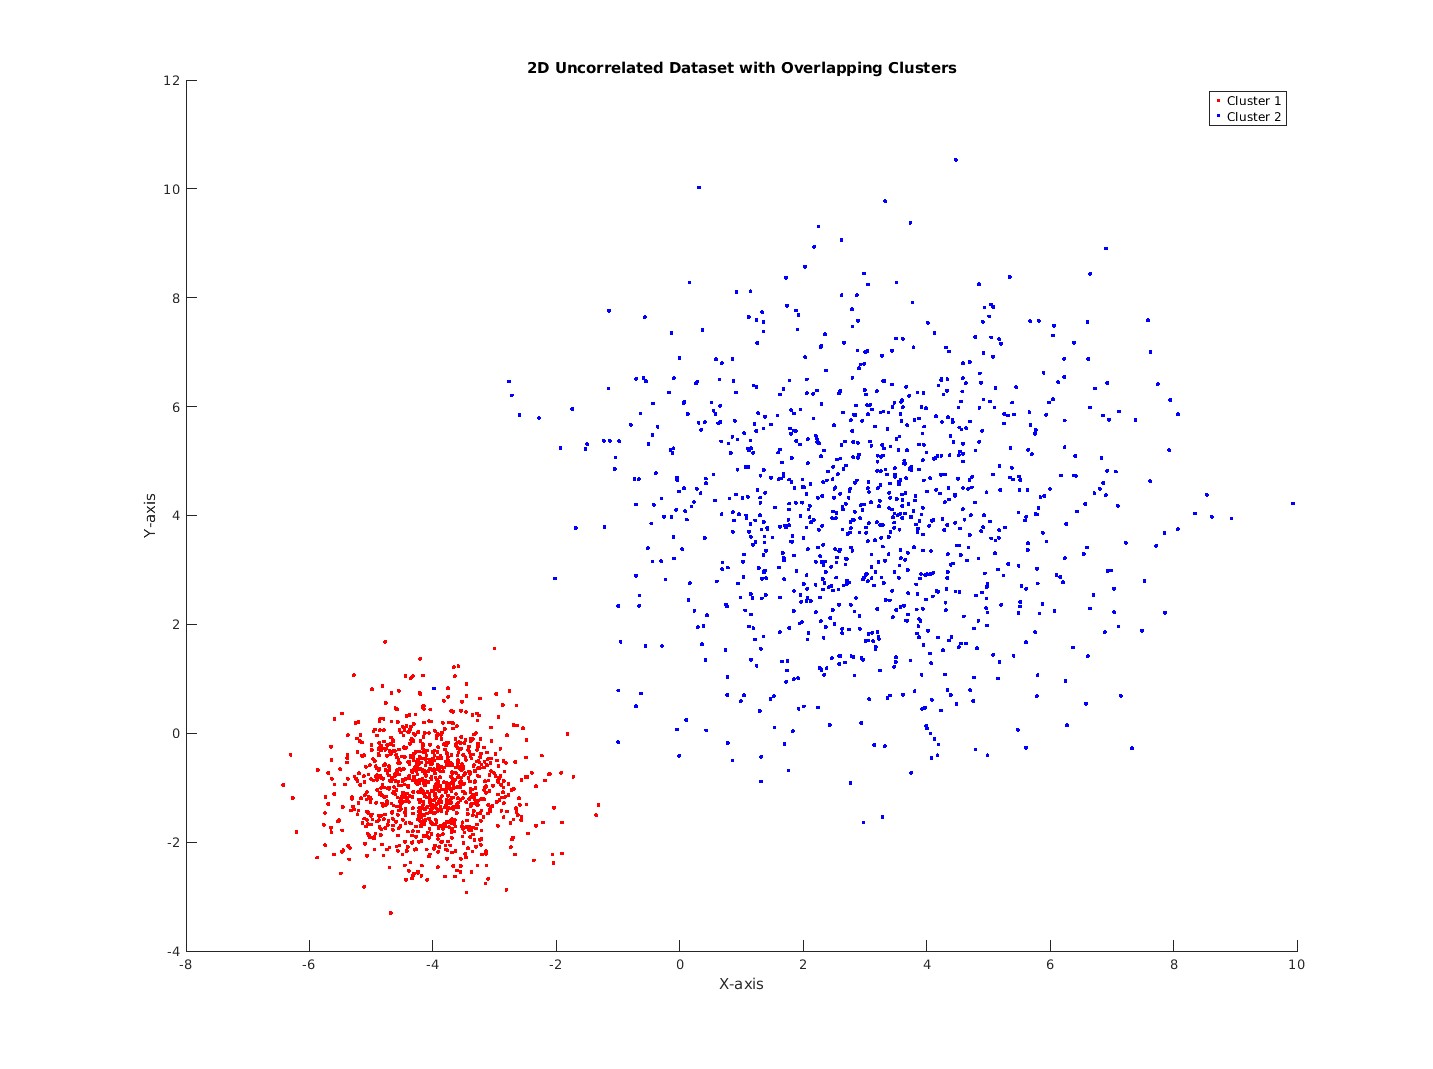 2D Uncorrelated Dataset with Overlapping Clusters
Cluster 1
Cluster 2
12
10
8
6
4
2
0
-2
-4
Y-axis
-8 -6 -4 -2 0 2 4 6 8 10
X-axis